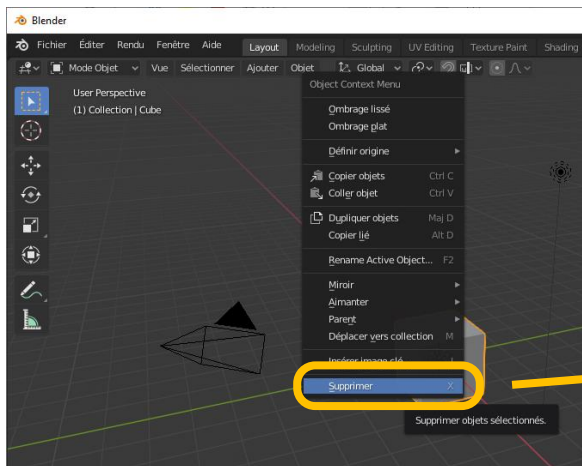 Blender
Fichier Éditer Rendu Fenêtre Aide Layout Modeling Sculpting UV Editing Texture Paint Shading
Mode Objet Vue Sélectionner Ajouter Objet Global
User Perspective
(1) Collection | Cube
Object Context Menu
Ombrage lissé
Ombrage plat
Définir origine
Copier objets Ctrl C
Coller objet Ctrl V
Dupliquer objets Maj D
Copier lié Alt D
Rename Active Object... F2
Miroir
Aimanter
Parent
Déplacer vers collection M
Insérer image clé I
Supprimer X
Supprimer objets sélectionnés.